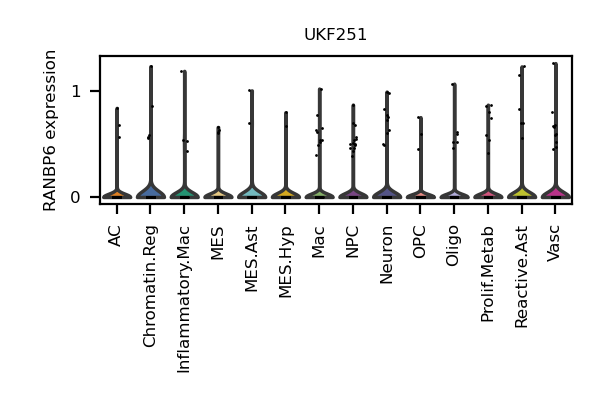 UKF251
RANBP6 expression
1
0
AC
Chromatin.Reg
Inflammatory.Mac
MES
MES.Ast
MES.Hyp
Mac
NPC
Neuron
OPC
Oligo
Prolif.Metab
Reactive.Ast
Vasc